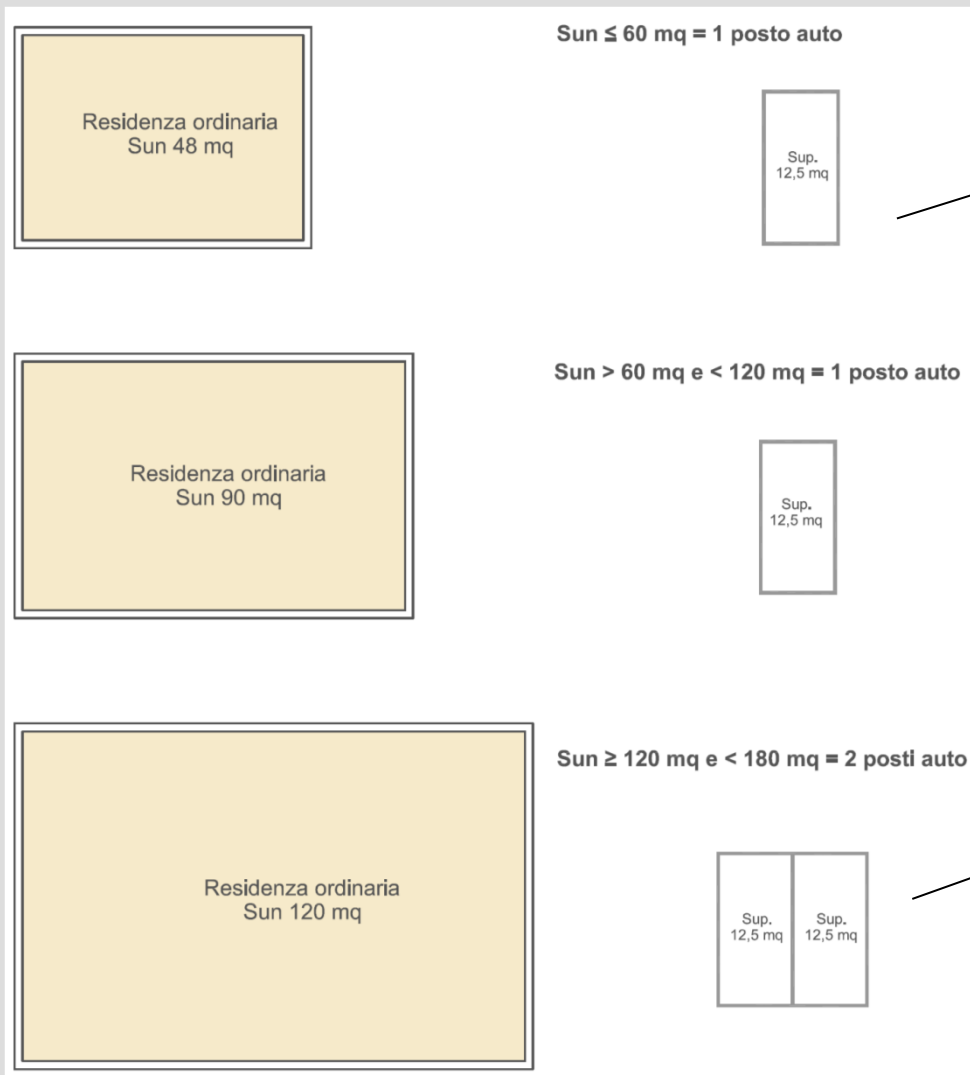 Sun ≤ 60 mq = 1 posto auto
Residenza ordinaria
Sun 48 mq
Sup.
12,5 mq
Sun > 60 mq e < 120 mq = 1 posto auto
Residenza ordinaria
Sun 90 mq
Sup.
12,5 mq
Sun ≥ 120 mq e < 180 mq = 2 posti auto
Residenza ordinaria
Sun 120 mq
Sup.
12,5 mq
Sup.
12,5 mq